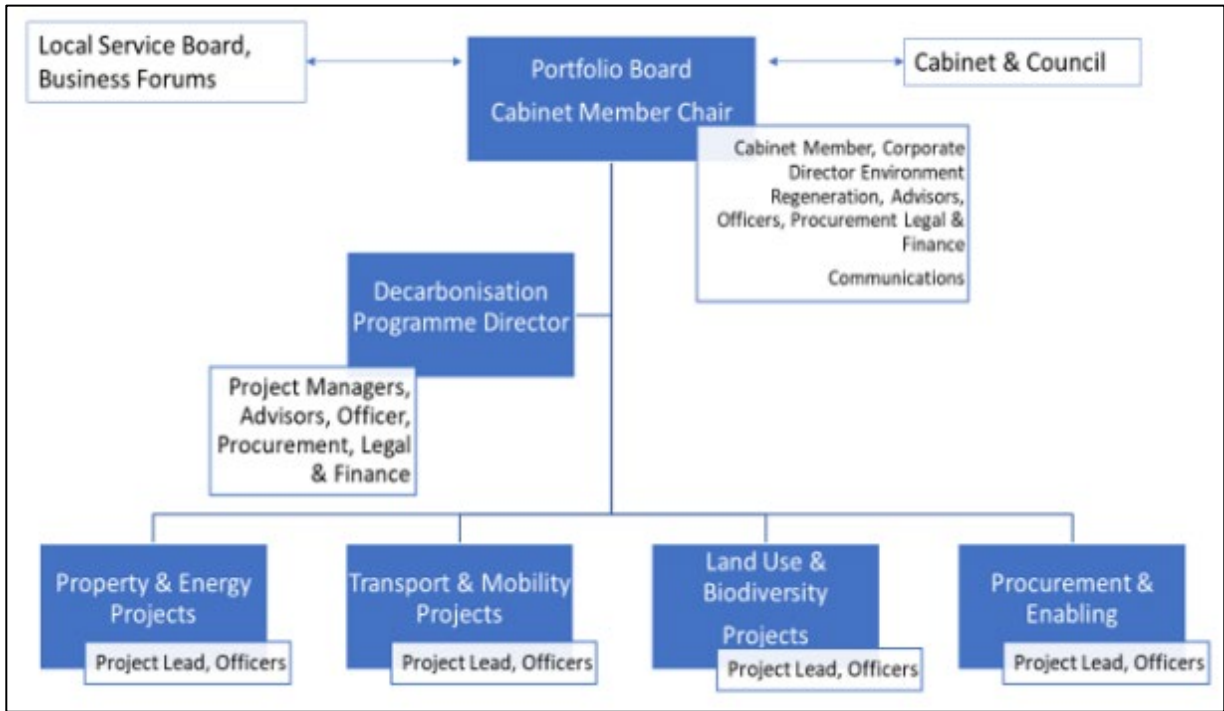 Local Service Board,
Business Forums
Portfolio Board
Cabinet Member Chair
Cabinet & Council
Cabinet Member, Corporate
Director Environment
Regeneration, Advisors,
Officers, Procurement Legal &
Finance
Communications
Decarbonisation
Programme Director
Project Managers,
Advisors, Officer,
Procurement, Legal
& Finance
Property & Energy
Projects
Project Lead, Officers
Transport & Mobility
Projects
Project Lead, Officers
Land Use &
Biodiversity
Projects
Project Lead, Officers
Procurement &
Enabling
Project Lead, Officers